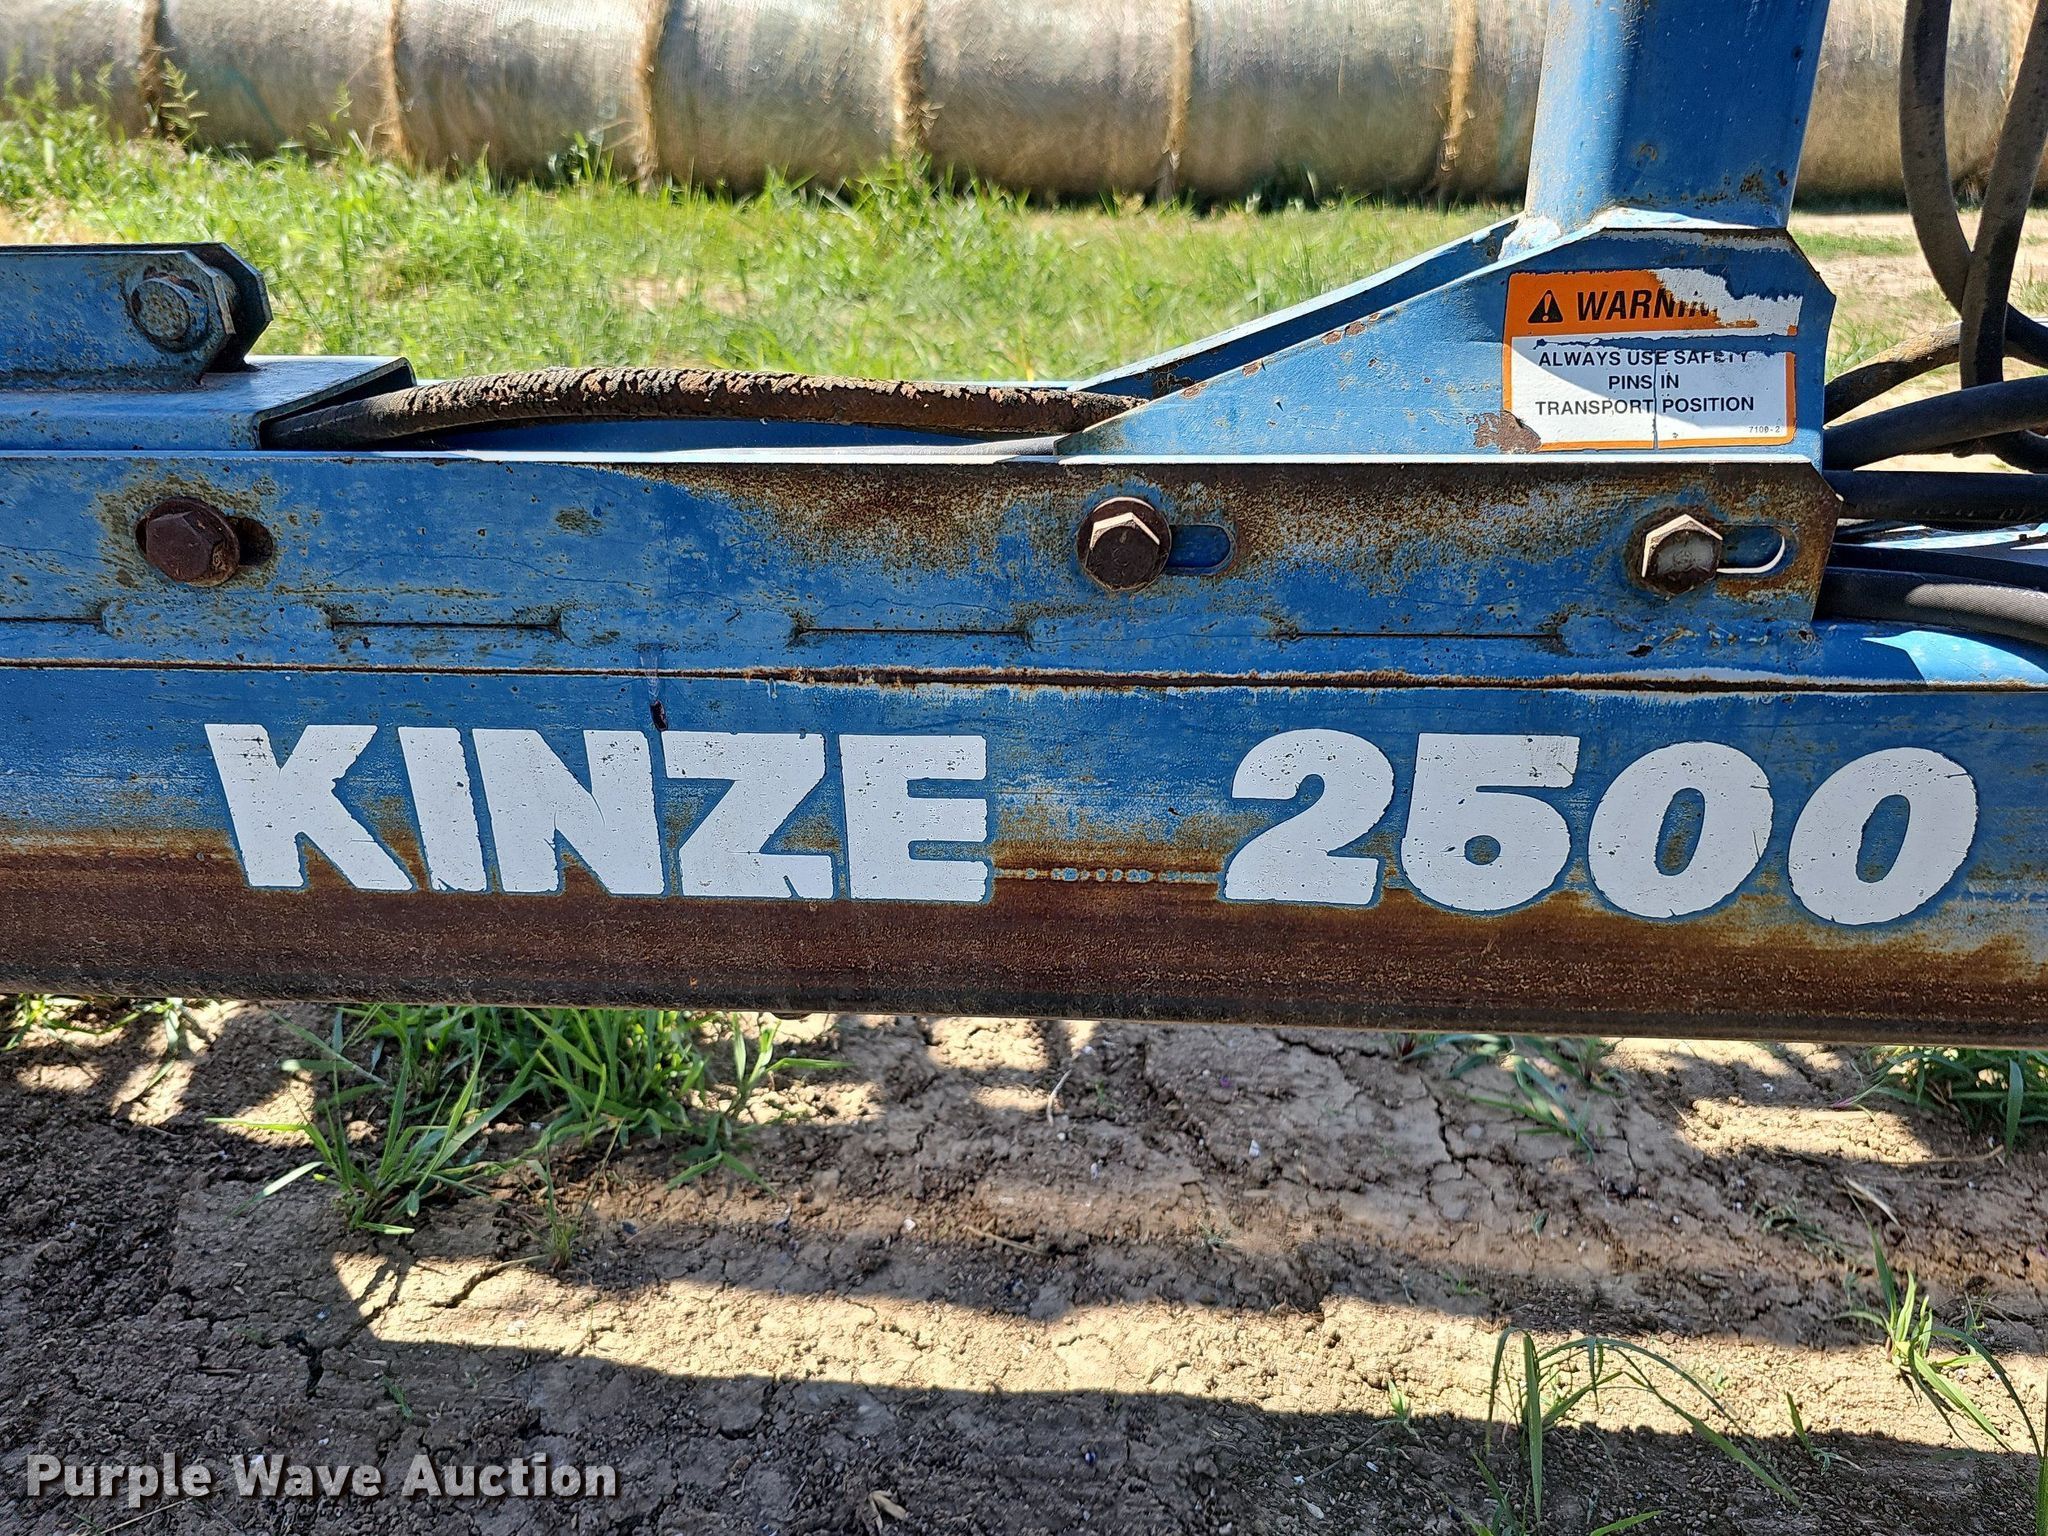 WARNIN
ALWAYS USE SAFETY
PINS IN
TRANSPORT POSITION
7100-2
KINZE 2500
Purple Wave Auction